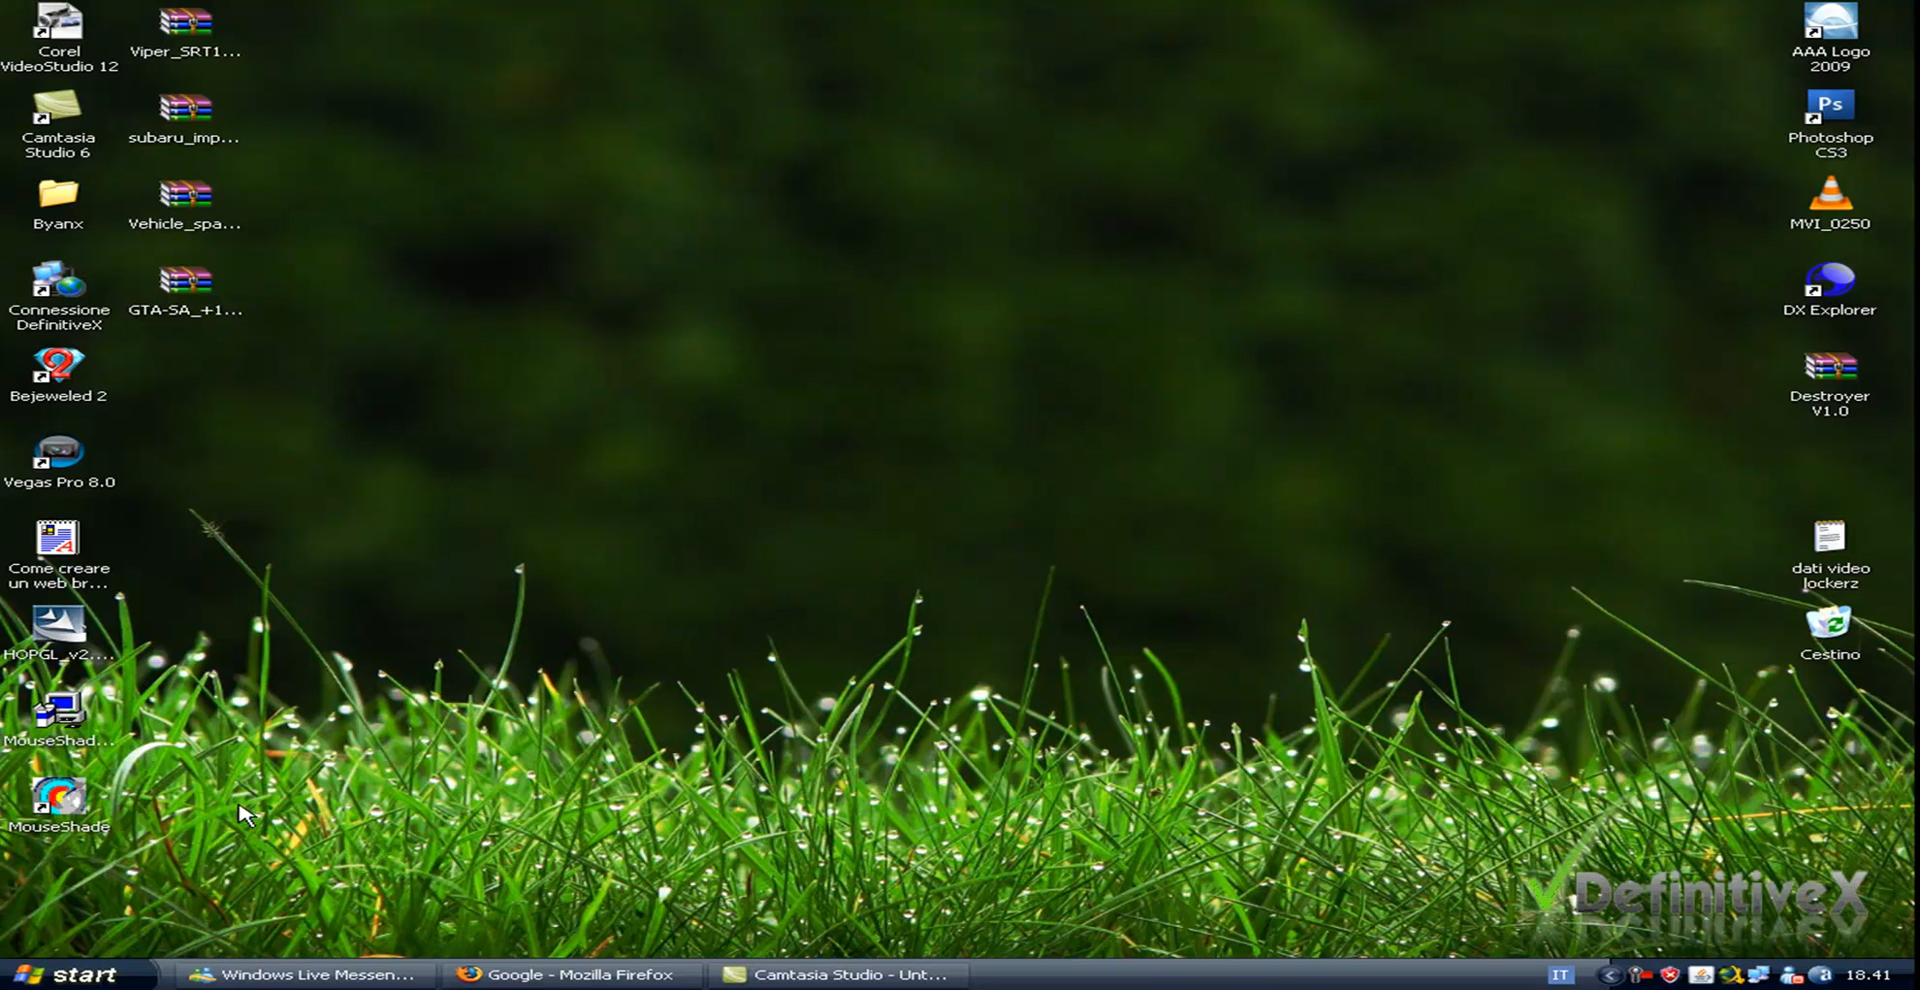 Corel
VideoStudio 12
Viper_SRT1...
AAA Logo
2009
Camtasia
Studio 6
subaru_imp...
Ps
Photoshop
CS3
Byanx
Vehicle_spa...
MVI_0250
Connessione
DefinitiveX
GTA-SA_+1...
DX Explorer
2
Bejeweled 2
Destroyer
V1.0
Vegas Pro 8.0
Come creare
un web br...
dati video
lockerz
HOPGL_v2....
Cestino
MouseShad...
MouseShade
DefinitiveX
start
Windows Live Messen...
Google - Mozilla Firefox
Camtasia Studio - Unt...
IT
18.41